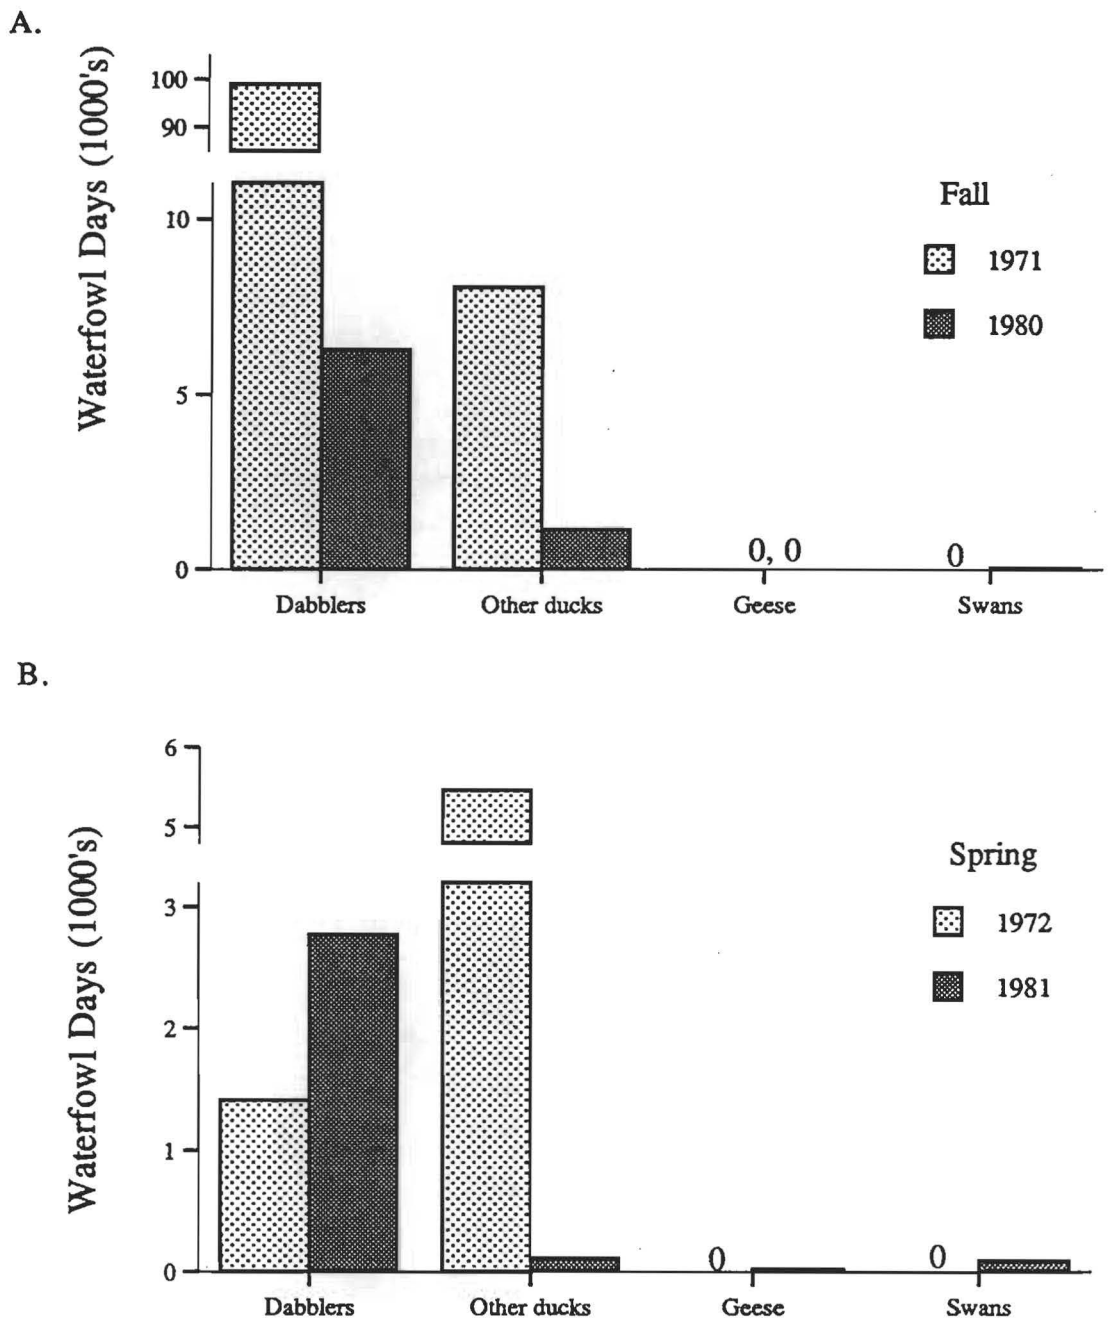 A.
Waterfowl Days (1000's)
100
90
10
5
0
Fall
1971
1980
0, 0
0
Dabblers
Other ducks
Geese
Swans
B.
Waterfowl Days (1000's)
6
5
3
2
1
0
Spring
1972
1981
0
0
Dabblers
Other ducks
Geese
Swans